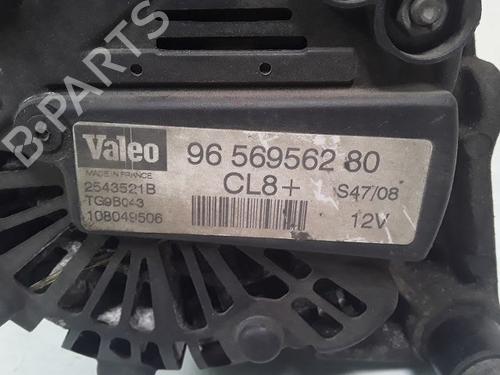 Valeo
MADE IN FRANCE
2543521B
TG9B043
108049506
96 569562 80
CL8+
S47/08
12V
B-PARTS